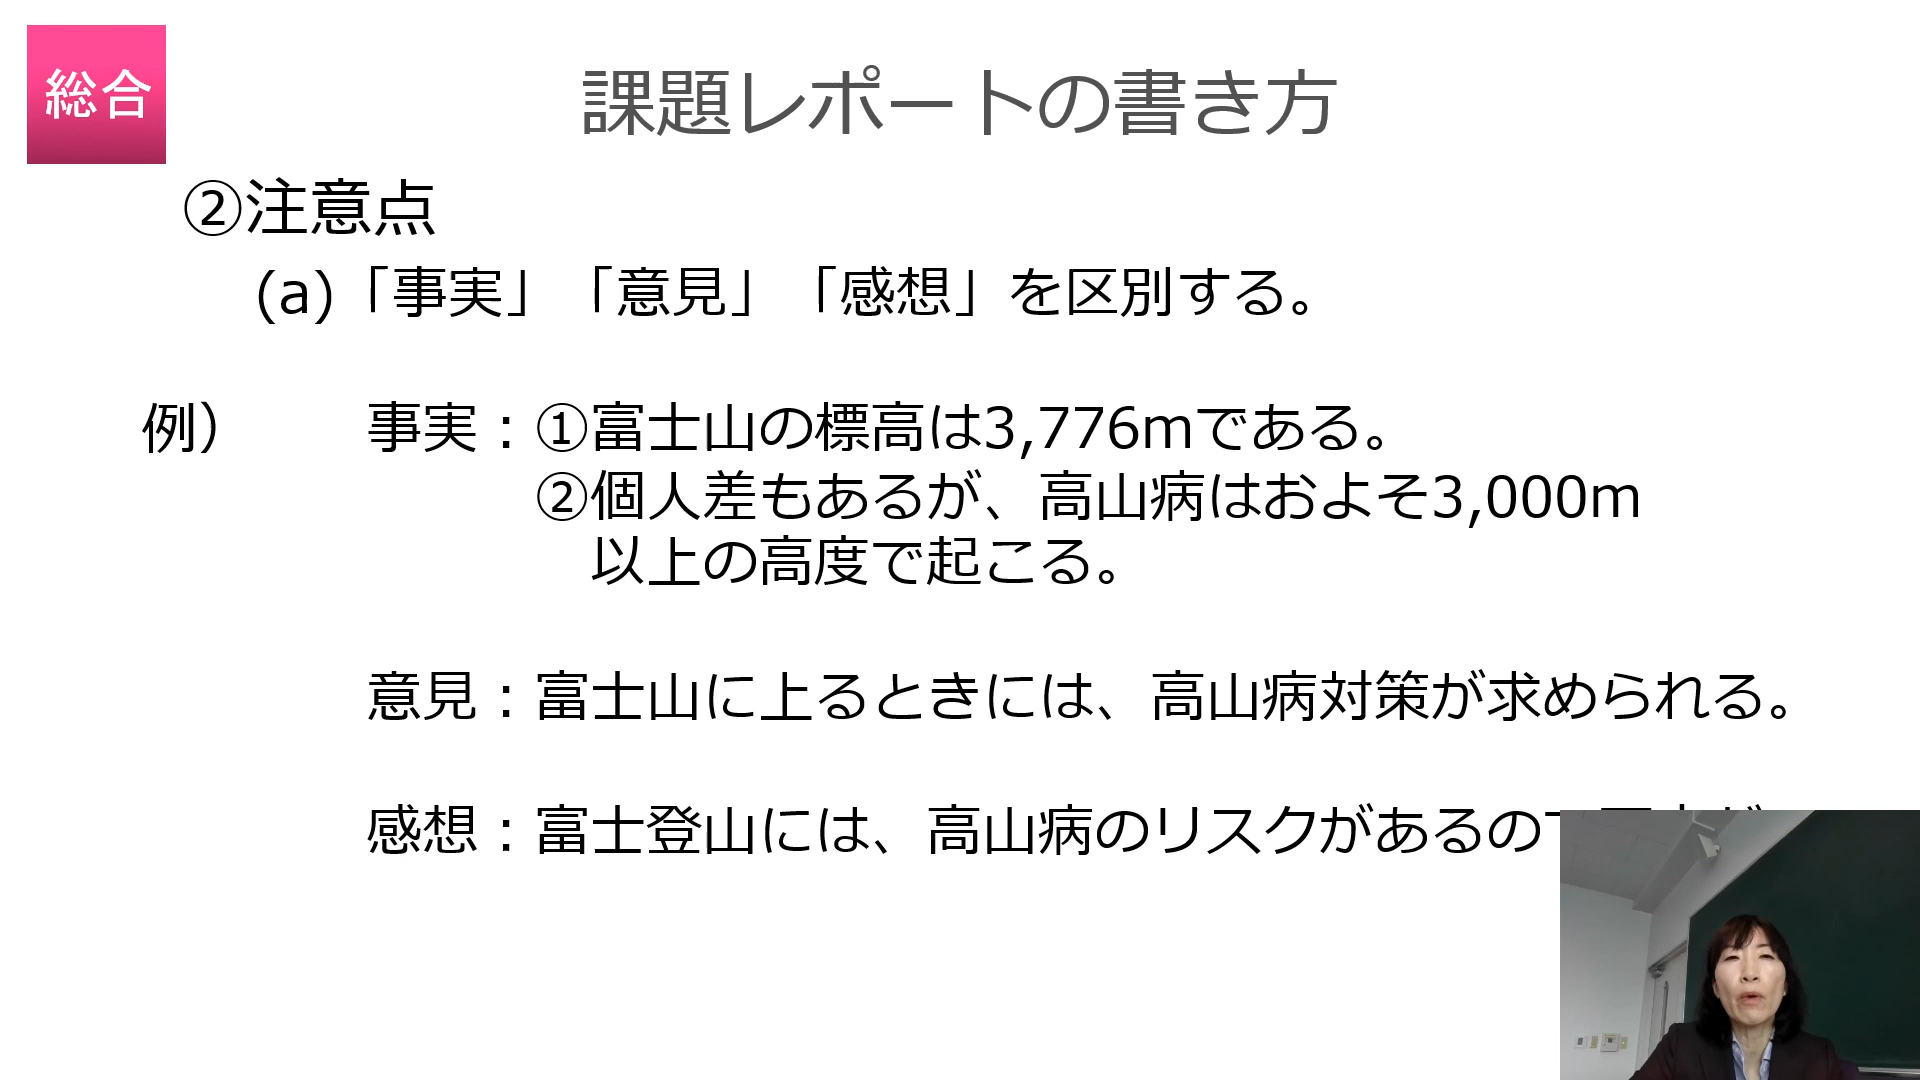 総合
課題レポートの書き方
②注意点
(a)「事実」「意見」「感想」を区別する。
例） 事実：①富士山の標高は3,776mである。
②個人差もあるが、高山病はおよそ3,000m
以上の高度で起こる。
意見：富士山に上るときには、高山病対策が求められる。
感想：富士登山には、高山病のリスクがあるの